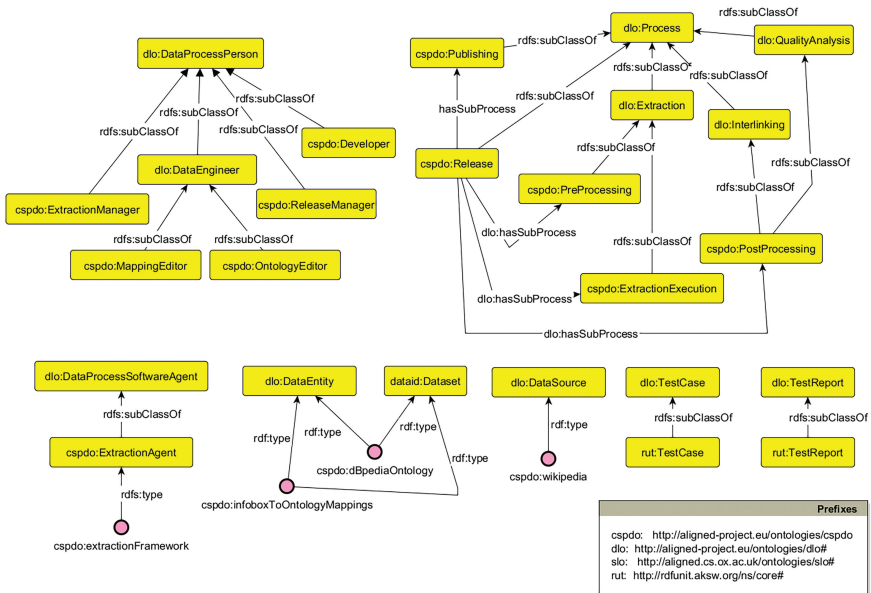 dlo:DataProcessPerson
rdfs:subClassOf
rdfs:subClassOf
rdfs:subClassOf
rdfs:subClassOf
cspdo:Developer
dlo:DataEngineer
cspdo:ExtractionManager
cspdo:ReleaseManager
rdfs:subClassOf
rdfs:subClassOf
cspdo:MappingEditor
cspdo:OntologyEditor
rdfs:subClassOf
dlo:Process
dlo:QualityAnalysis
cspdo:Publishing
rdfs:subClassOf
rdfs:subClassOf
rdfs:subClassOf
rdfs:subClassOf
hasSubProcess
dlo:Extraction
dlo:Interlinking
rdfs:subClassOf
cspdo:Release
rdfs:subClassOf
cspdo:PreProcessing
rdfs:subClassOf
dlo:hasSubProcess
rdfs:subClassOf
cspdo:PostProcessing
cspdo:ExtractionExecution
dlo:hasSubProcess
dlo:hasSubProcess
dlo:DataProcessSoftwareAgent
rdfs:subClassOf
cspdo:ExtractionAgent
rdfs:type
cspdo:extractionFramework
dlo:DataEntity
dataid:Dataset
rdf:type
rdf:type
rdf:type
rdf:type
cspdo:dBpediaOntology
cspdo:infoboxToOntologyMappings
dlo:DataSource
rdf:type
cspdo:wikipedia
dlo:TestCase
rdfs:subClassOf
rut:TestCase
dlo:TestReport
rdfs:subClassOf
rut:TestReport
Prefixes
cspdo: http://aligned-project.eu/ontologies/cspdo
dlo: http://aligned-project.eu/ontologies/dlo#
slo: http://aligned.cs.ox.ac.uk/ontologies/slo#
rut: http://rdfunit.aksw.org/ns/core#